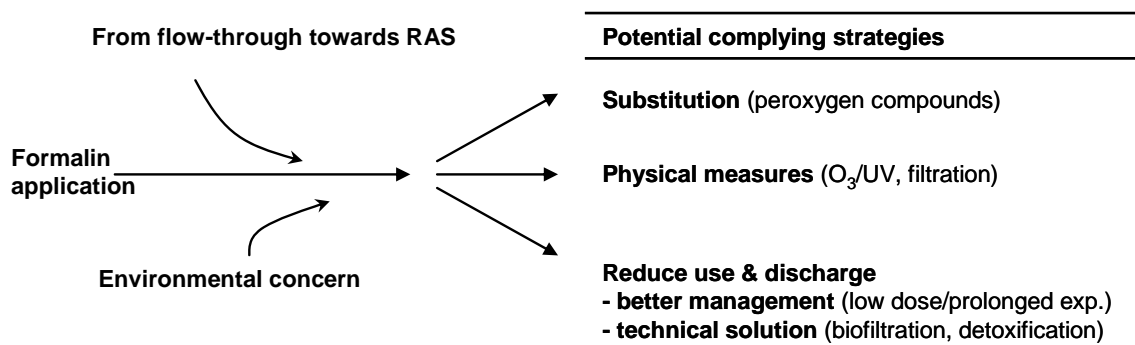 From flow-through towards RAS
Potential complying strategies
Substitution (peroxygen compounds)
Formalin
application
Physical measures (O₃/UV, filtration)
Environmental concern
Reduce use & discharge
- better management (low dose/prolonged exp.)
- technical solution (biofiltration, detoxification)